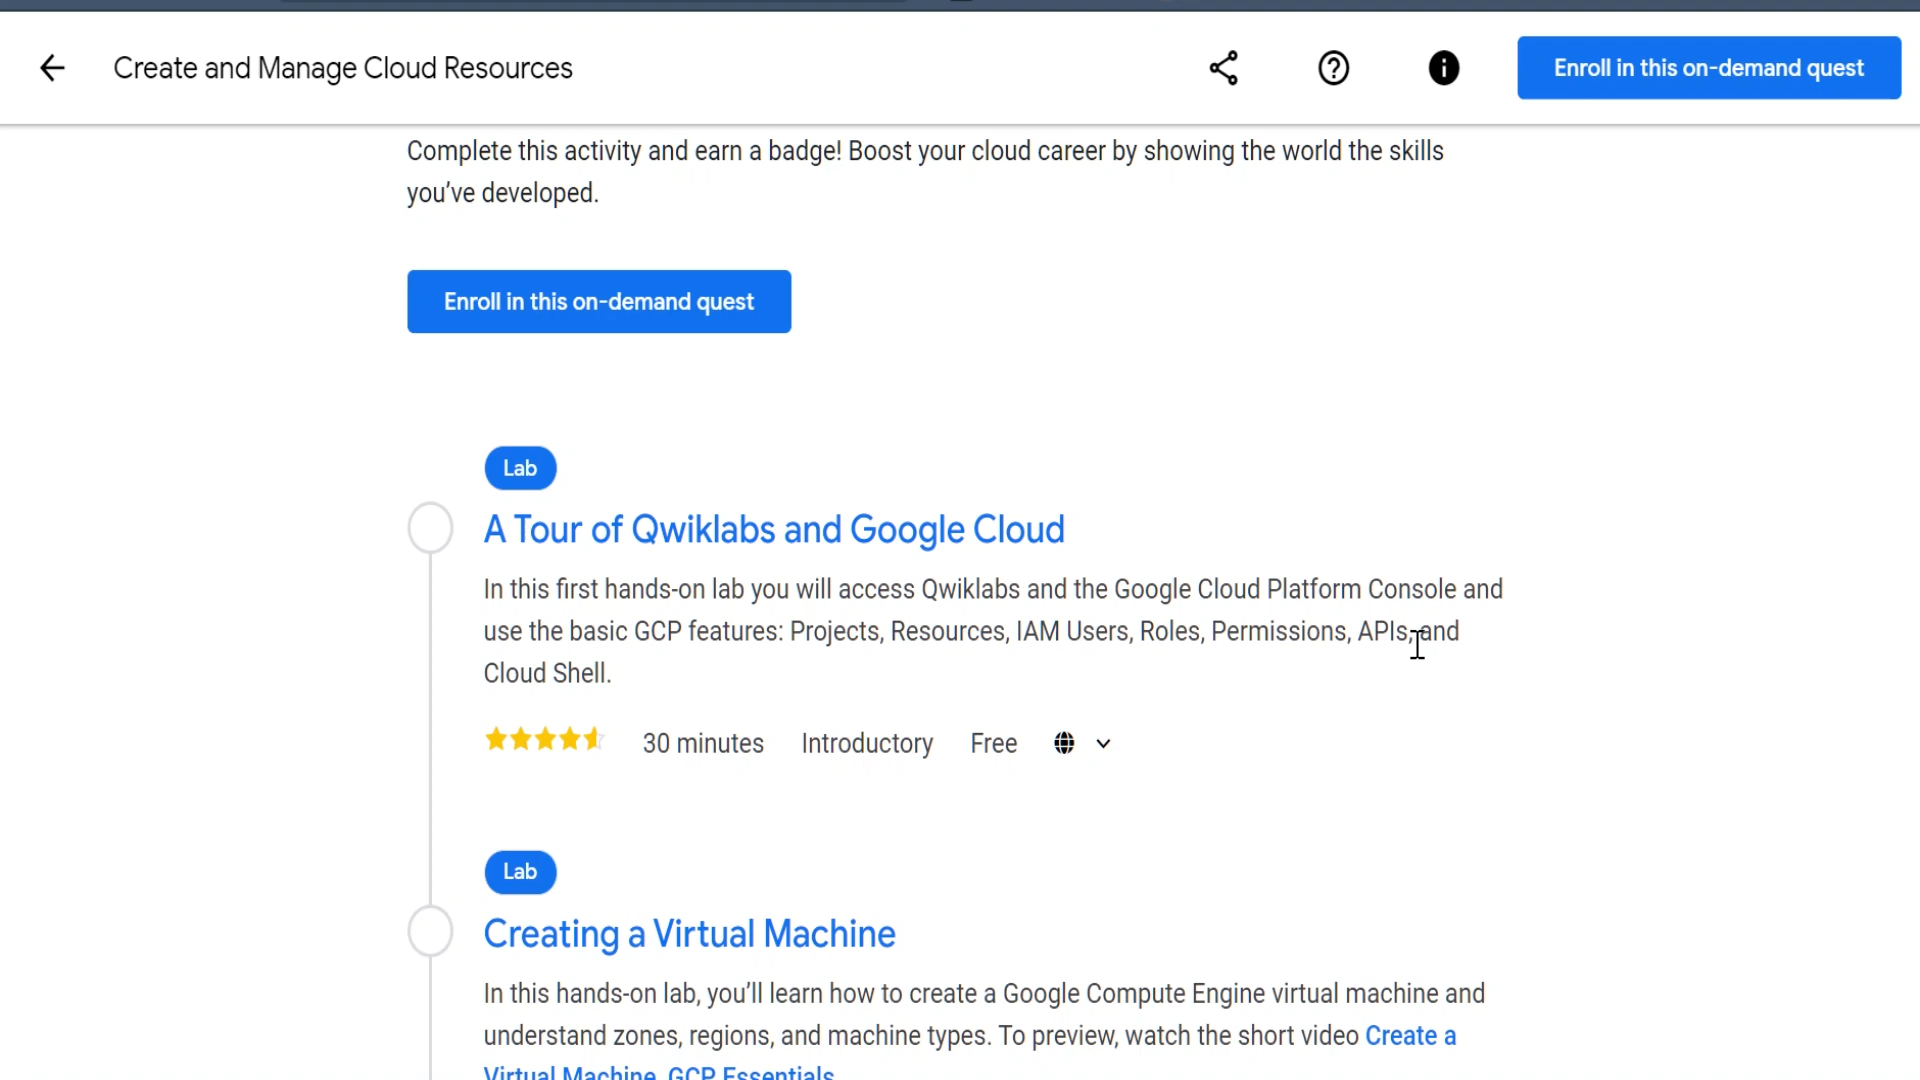 Create and Manage Cloud Resources
Enroll in this on-demand quest
Complete this activity and earn a badge! Boost your cloud career by showing the world the skills
you've developed.
Enroll in this on-demand quest
Lab
A Tour of Qwiklabs and Google Cloud
In this first hands-on lab you will access Qwiklabs and the Google Cloud Platform Console and
use the basic GCP features: Projects, Resources, IAM Users, Roles, Permissions, APIs, and
Cloud Shell.
30 minutes Introductory Free
Lab
Creating a Virtual Machine
In this hands-on lab, you'll learn how to create a Google Compute Engine virtual machine and
understand zones, regions, and machine types. To preview, watch the short video Create a
Virtual Machine, GCP Essentials